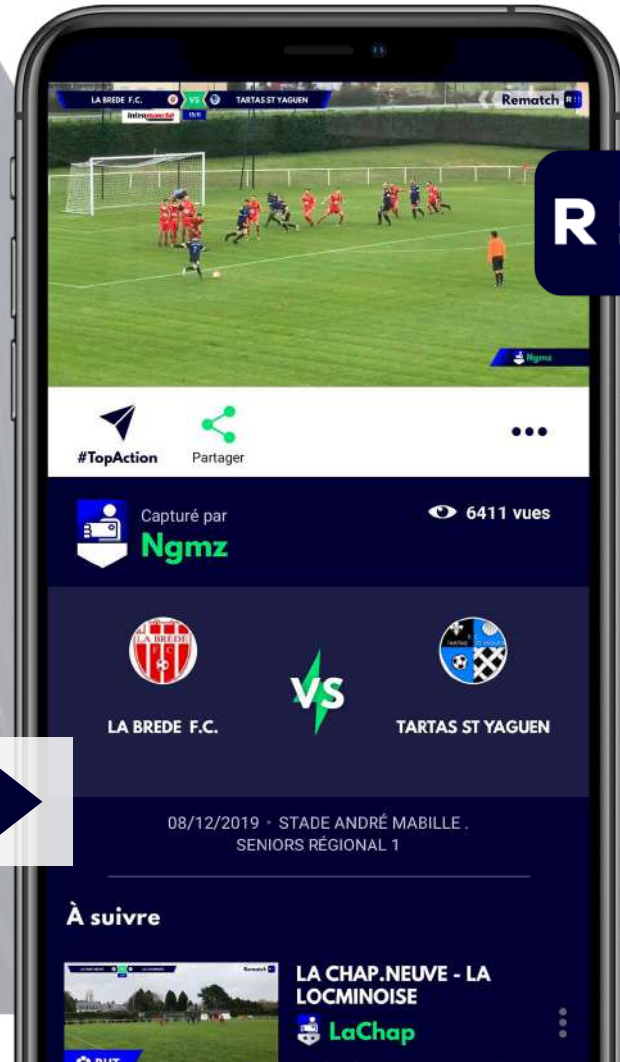 LA BREDE F.C. VS TARTAS ST YAGUEN
Rematch R
Intermarché
R
Ngmz
#TopAction
Partager
•••
Capturé par
Ngmz
6411 vues
LA BREDE
F C
VS
LA BREDE F.C.
TARTAS ST YAGUEN
08/12/2019 • STADE ANDRÉ MABILLE .
SENIORS RÉGIONAL 1
À suivre
Rematch
LA CHAP.NEUVE - LA
LOCMINOISE
LaChap
BUT